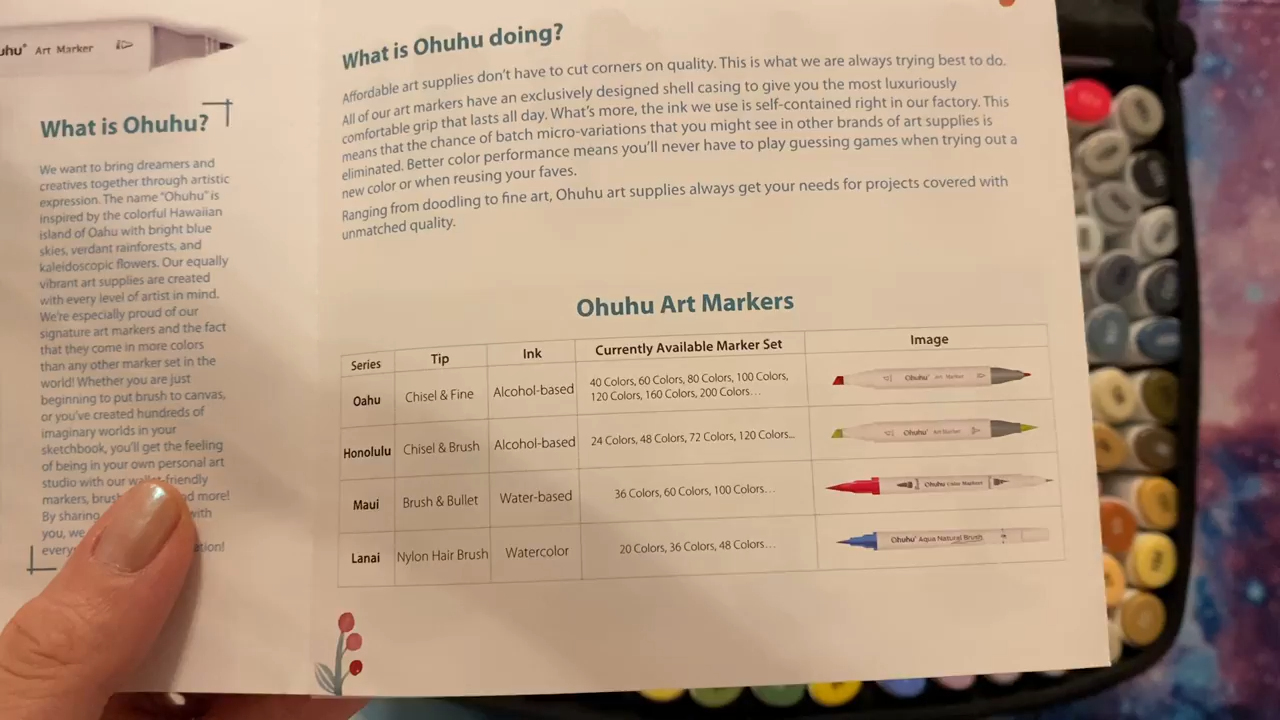 uhu® Art Marker
What is Ohuhu?
We want to bring dreamers and
creatives together through artistic
expression. The name "Ohuhu" is
inspired by the colorful Hawaiian
island of Oahu with bright blue
skies, verdant rainforests, and
kaleidoscopic flowers. Our equally
vibrant art supplies are created
with every level of artist in mind.
We're especially proud of our
signature art markers and the fact
that they come in more colors
than any other marker set in the
world! Whether you are just
beginning to put brush to canvas,
or you've created hundreds of
imaginary worlds in your
sketchbook, you'll get the feeling
of being in your own personal art
studio with our wallet-friendly
markers, brush d more!
By sharing with
you, we
every ation!
What is Ohuhu doing?
Affordable art supplies don't have to cut corners on quality. This is what we are always trying best to do.
All of our art markers have an exclusively designed shell casing to give you the most luxuriously
comfortable grip that lasts all day. What's more, the ink we use is self-contained right in our factory. This
means that the chance of batch micro-variations that you might see in other brands of art supplies is
eliminated. Better color performance means you'll never have to play guessing games when trying out a
new color or when reusing your faves.
Ranging from doodling to fine art, Ohuhu art supplies always get your needs for projects covered with
unmatched quality.
Ohuhu Art Markers
Series Tip Ink Currently Available Marker Set Image
Oahu Chisel & Fine Alcohol-based 40 Colors, 60 Colors, 80 Colors, 100 Colors,
120 Colors, 160 Colors, 200 Colors... Ohuhu® Art Marker
Honolulu Chisel & Brush Alcohol-based 24 Colors, 48 Colors, 72 Colors, 120 Colors... Ohuhu® Art Marker
Maui Brush & Bullet Water-based 36 Colors, 60 Colors, 100 Colors... Ohuhu Color Markers
Lanai Nylon Hair Brush Watercolor 20 Colors, 36 Colors, 48 Colors... Ohuhu® Aqua Natural Brush